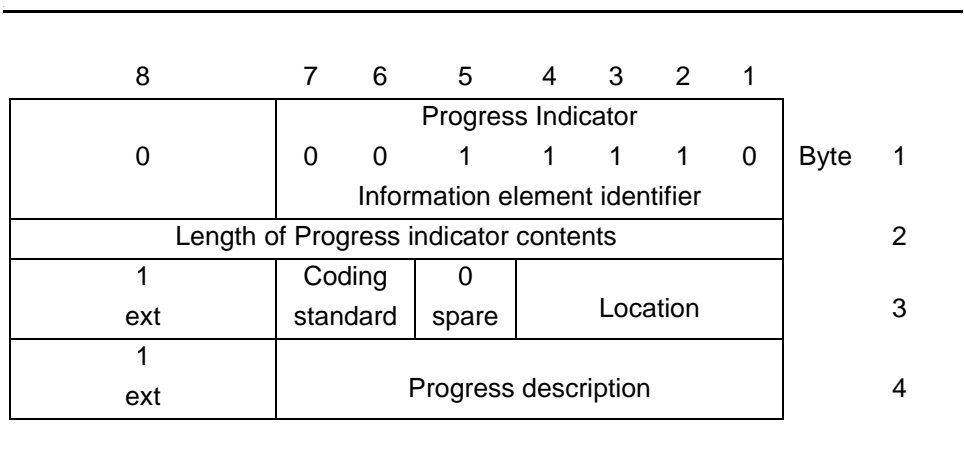 8 7 6 5 4 3 2 1
Progress Indicator
0 0 0 1 1 1 1 0 Byte 1
Information element identifier
Length of Progress indicator contents 2
1 Coding 0
ext standard spare Location 3
1
ext Progress description 4